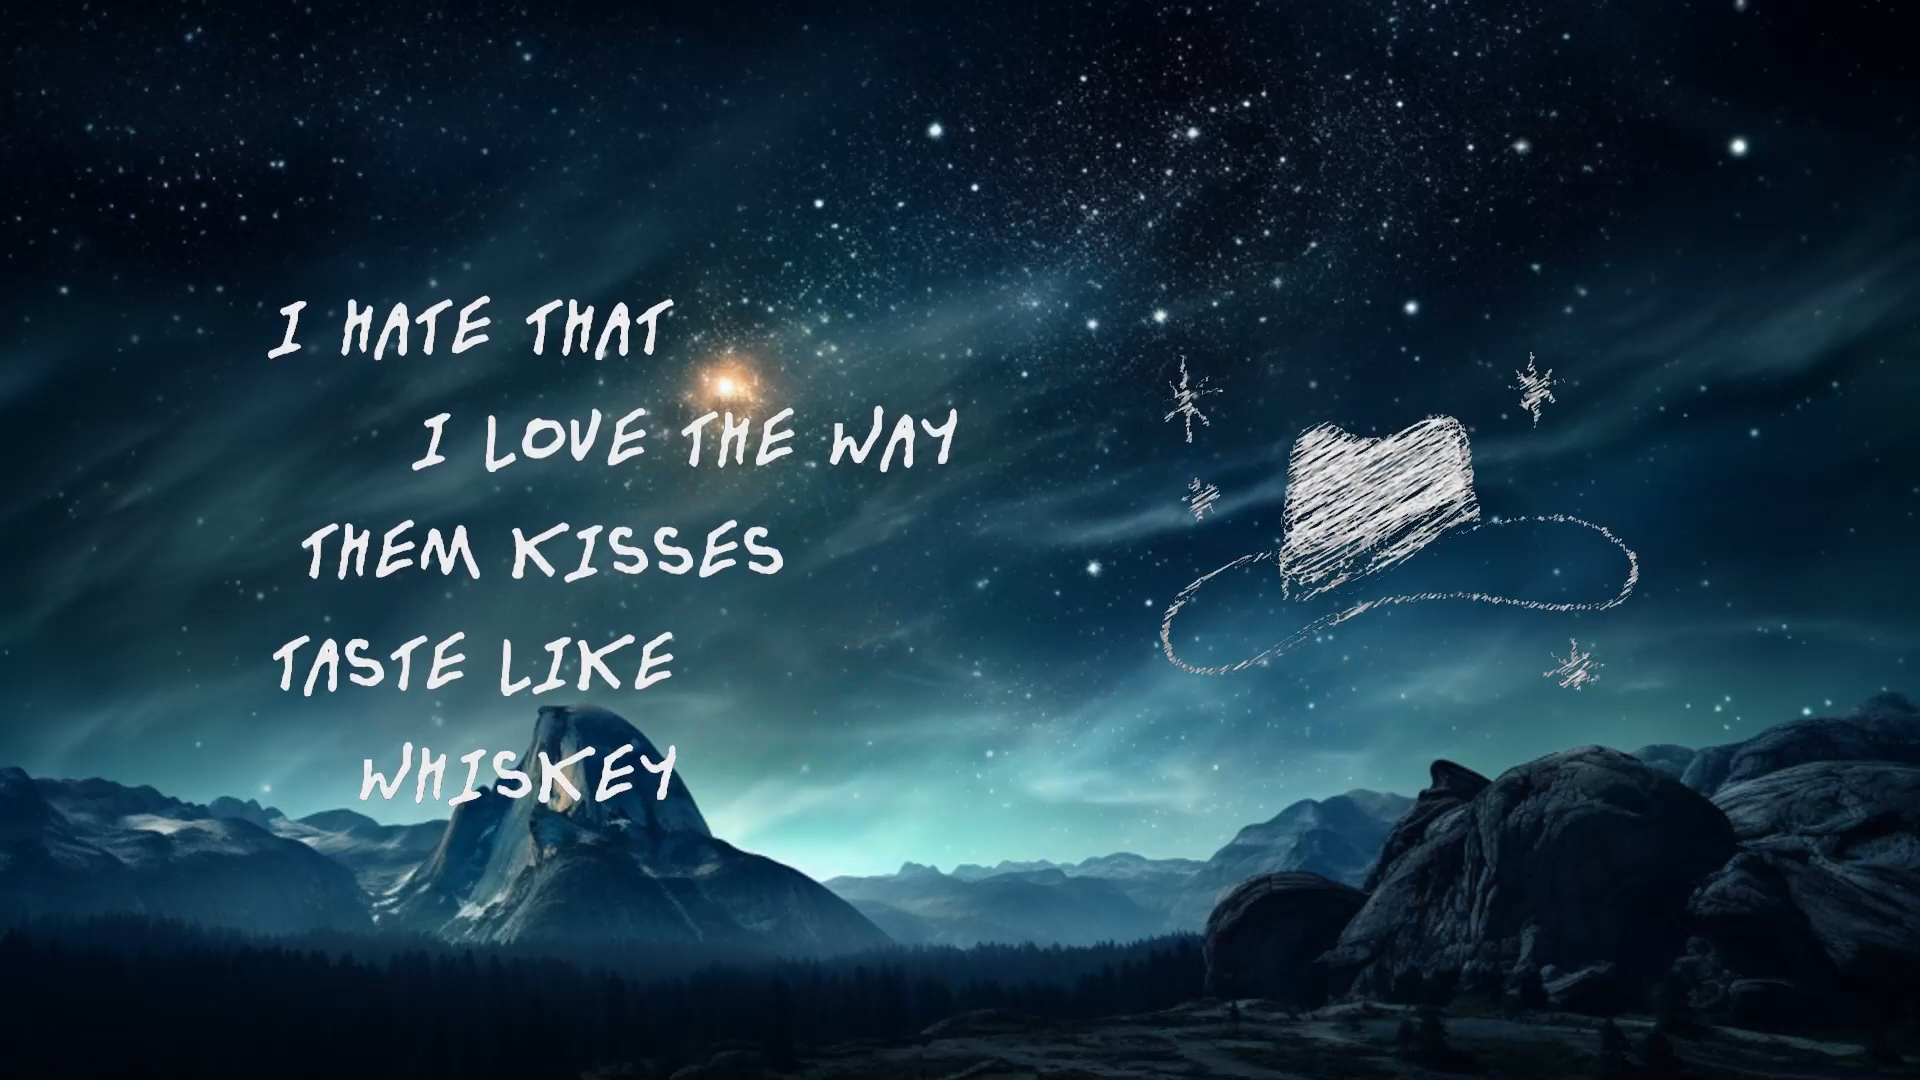 I HATE THAT
I LOVE THE WAY
THEM KISSES
TASTE LIKE
WHISKEY